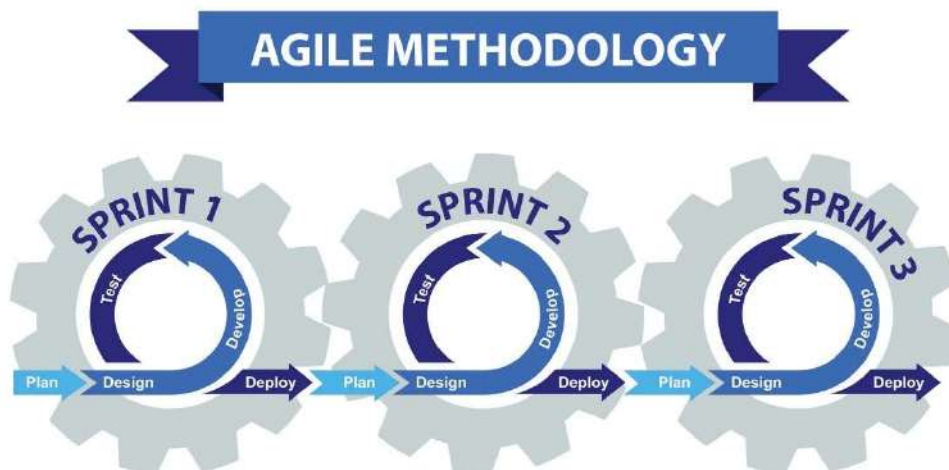 AGILE METHODOLOGY
SPRINT 1
Test
Develop
Plan
Design
Deploy
SPRINT 2
Test
Develop
Plan
Design
Deploy
SPRINT 3
Test
Develop
Plan
Design
Deploy